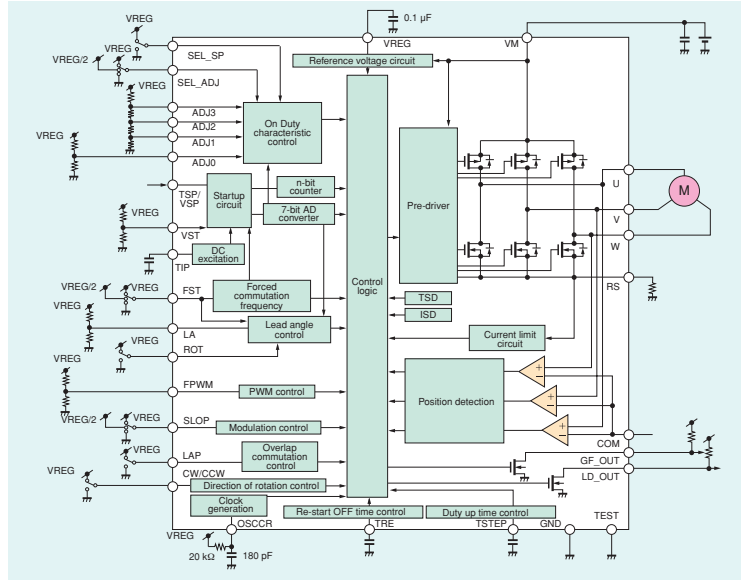 0.1 µF
VREG
VREG
VM
SEL_SP
VREG
VREG/2
Reference voltage circuit
SEL_ADJ
VREG
ADJ3
ADJ2
ADJ1
ADJ0
On Duty
characteristic
control
VREG
TSP/
VSP
Startup
circuit
n-bit
counter
7-bit AD
converter
Pre-driver
U
M
V
W
VREG
VST
DC
excitation
TIP
Control
logic
RS
VREG/2
VREG
FST
Forced
commutation
frequency
TSD
ISD
VREG
LA
Lead angle
control
Current limit
circuit
VREG
ROT
Position detection
+
−
+
−
+
−
VREG
FPWM
PWM control
VREG/2
VREG
SLOP
Modulation control
COM
VREG
LAP
Overlap
commutation
control
GF_OUT
VREG
CW/CCW
Direction of rotation control
LD_OUT
Clock
generation
Re-start OFF time control
Duty up time control
OSCCR
TRE
TSTEP
GND
TEST
VREG
20 kΩ
180 pF